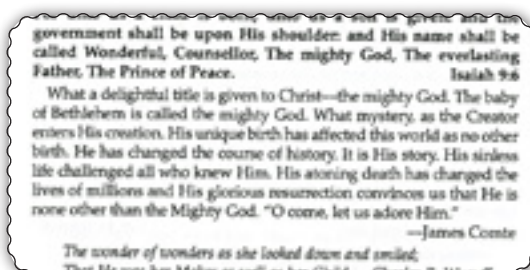 government shall be upon His shoulder: and His name shall be
called Wonderful, Counsellor, The mighty God, The everlasting
Father, The Prince of Peace. Isaiah 9:6
What a delightful title is given to Christ—the mighty God. The baby
of Bethlehem is called the mighty God. What mystery, as the Creator
enters His creation. His unique birth has affected this world as no other
birth. He has changed the course of history. It is His story. His sinless
life challenged all who knew Him. His atoning death has changed the
lives of millions and His glorious resurrection convinces us that He is
none other than the Mighty God. "O come, let us adore Him."
—James Comte
The wonder of wonders as she looked down and smiled,